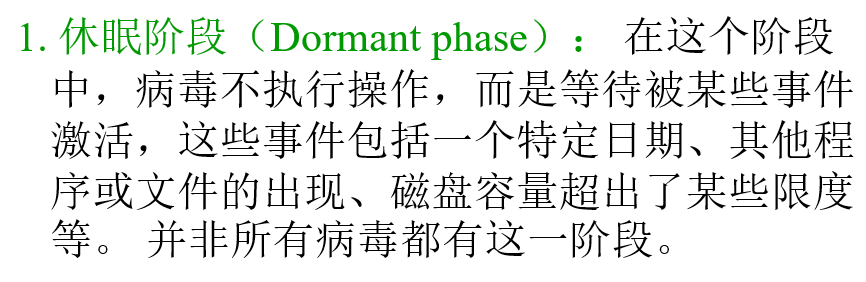 1. 休眠阶段（Dormant phase）： 在这个阶段
中，病毒不执行操作，而是等待被某些事件
激活，这些事件包括一个特定日期、其他程
序或文件的出现、磁盘容量超出了某些限度
等。 并非所有病毒都有这一阶段。